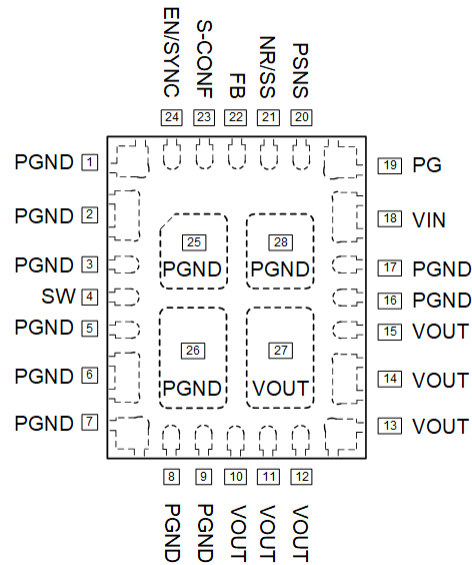 EN/SYNC
S-CONF
FB
NR/SS
PSNS
24
23
22
21
20
PGND 1
PGND 2
PGND 3
SW 4
PGND 5
PGND 6
PGND 7
19 PG
18 VIN
17 PGND
16 PGND
15 VOUT
14 VOUT
13 VOUT
25
PGND
28
PGND
26
PGND
27
VOUT
8
9
10
11
12
PGND
PGND
VOUT
VOUT
VOUT